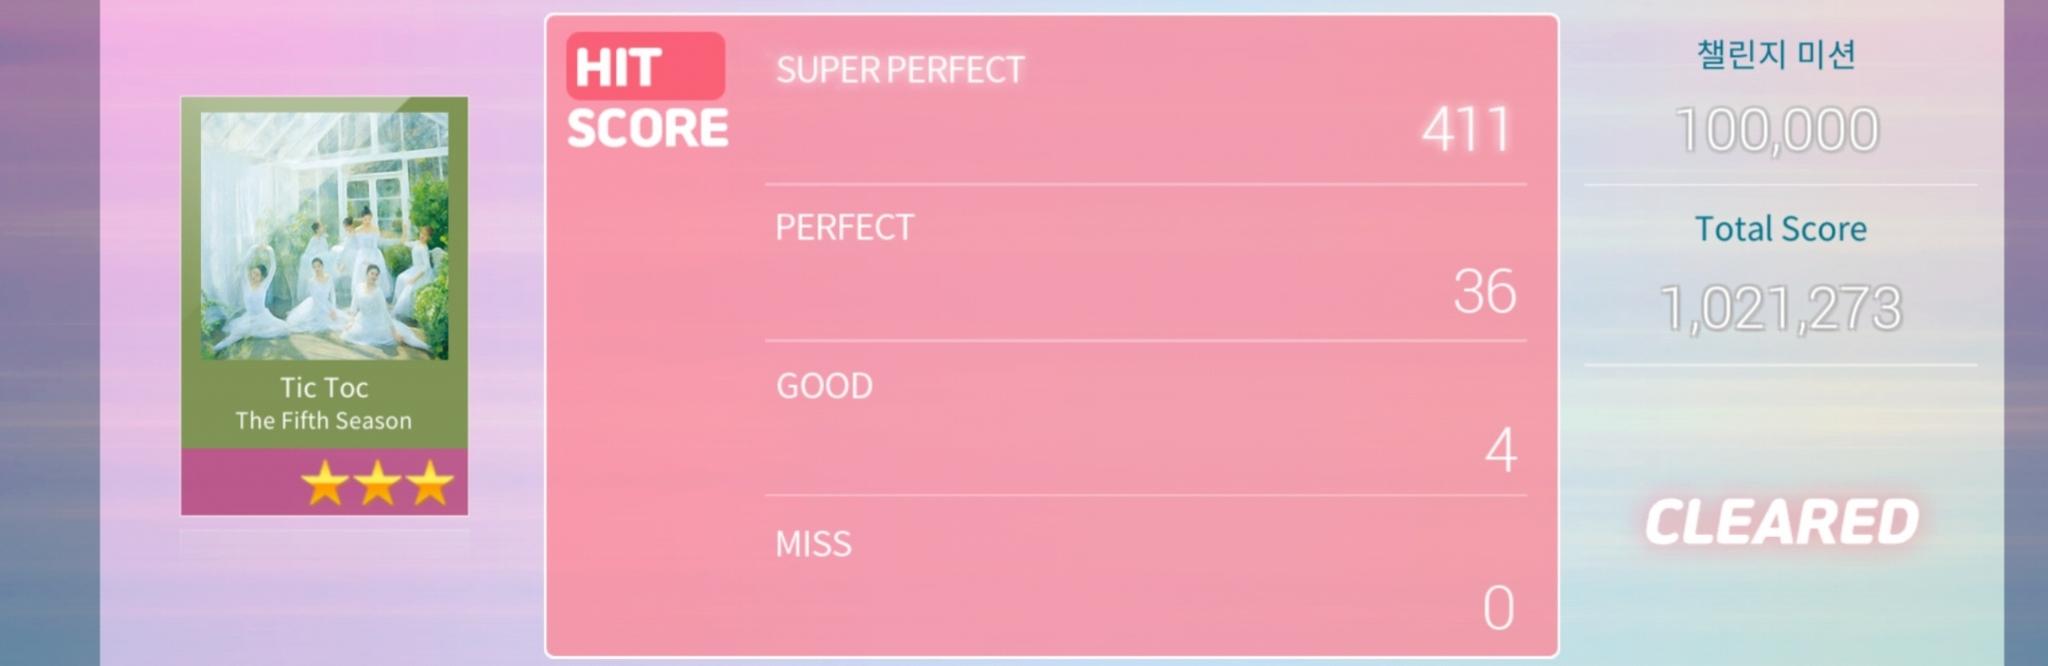 Tic Toc
The Fifth Season
HIT
SCORE
SUPER PERFECT
411
PERFECT
36
GOOD
4
MISS
0
챌린지 미션
100,000
Total Score
1,021,273
CLEARED